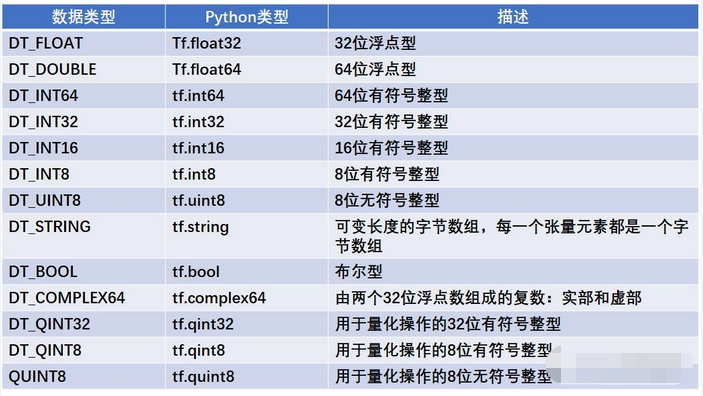 数据类型 Python类型 描述
DT_FLOAT Tf.float32 32位浮点型
DT_DOUBLE Tf.float64 64位浮点型
DT_INT64 tf.int64 64位有符号整型
DT_INT32 tf.int32 32位有符号整型
DT_INT16 tf.int16 16位有符号整型
DT_INT8 tf.int8 8位有符号整型
DT_UINT8 tf.uint8 8位无符号整型
DT_STRING tf.string 可变长度的字节数组，每一个张量元素都是一个字
节数组
DT_BOOL tf.bool 布尔型
DT_COMPLEX64 tf.complex64 由两个32位浮点数组成的复数：实部和虚部
DT_QINT32 tf.qint32 用于量化操作的32位有符号整型
DT_QINT8 tf.qint8 用于量化操作的8位有符号整型
QUINT8 tf.quint8 用于量化操作的8位无符号整型